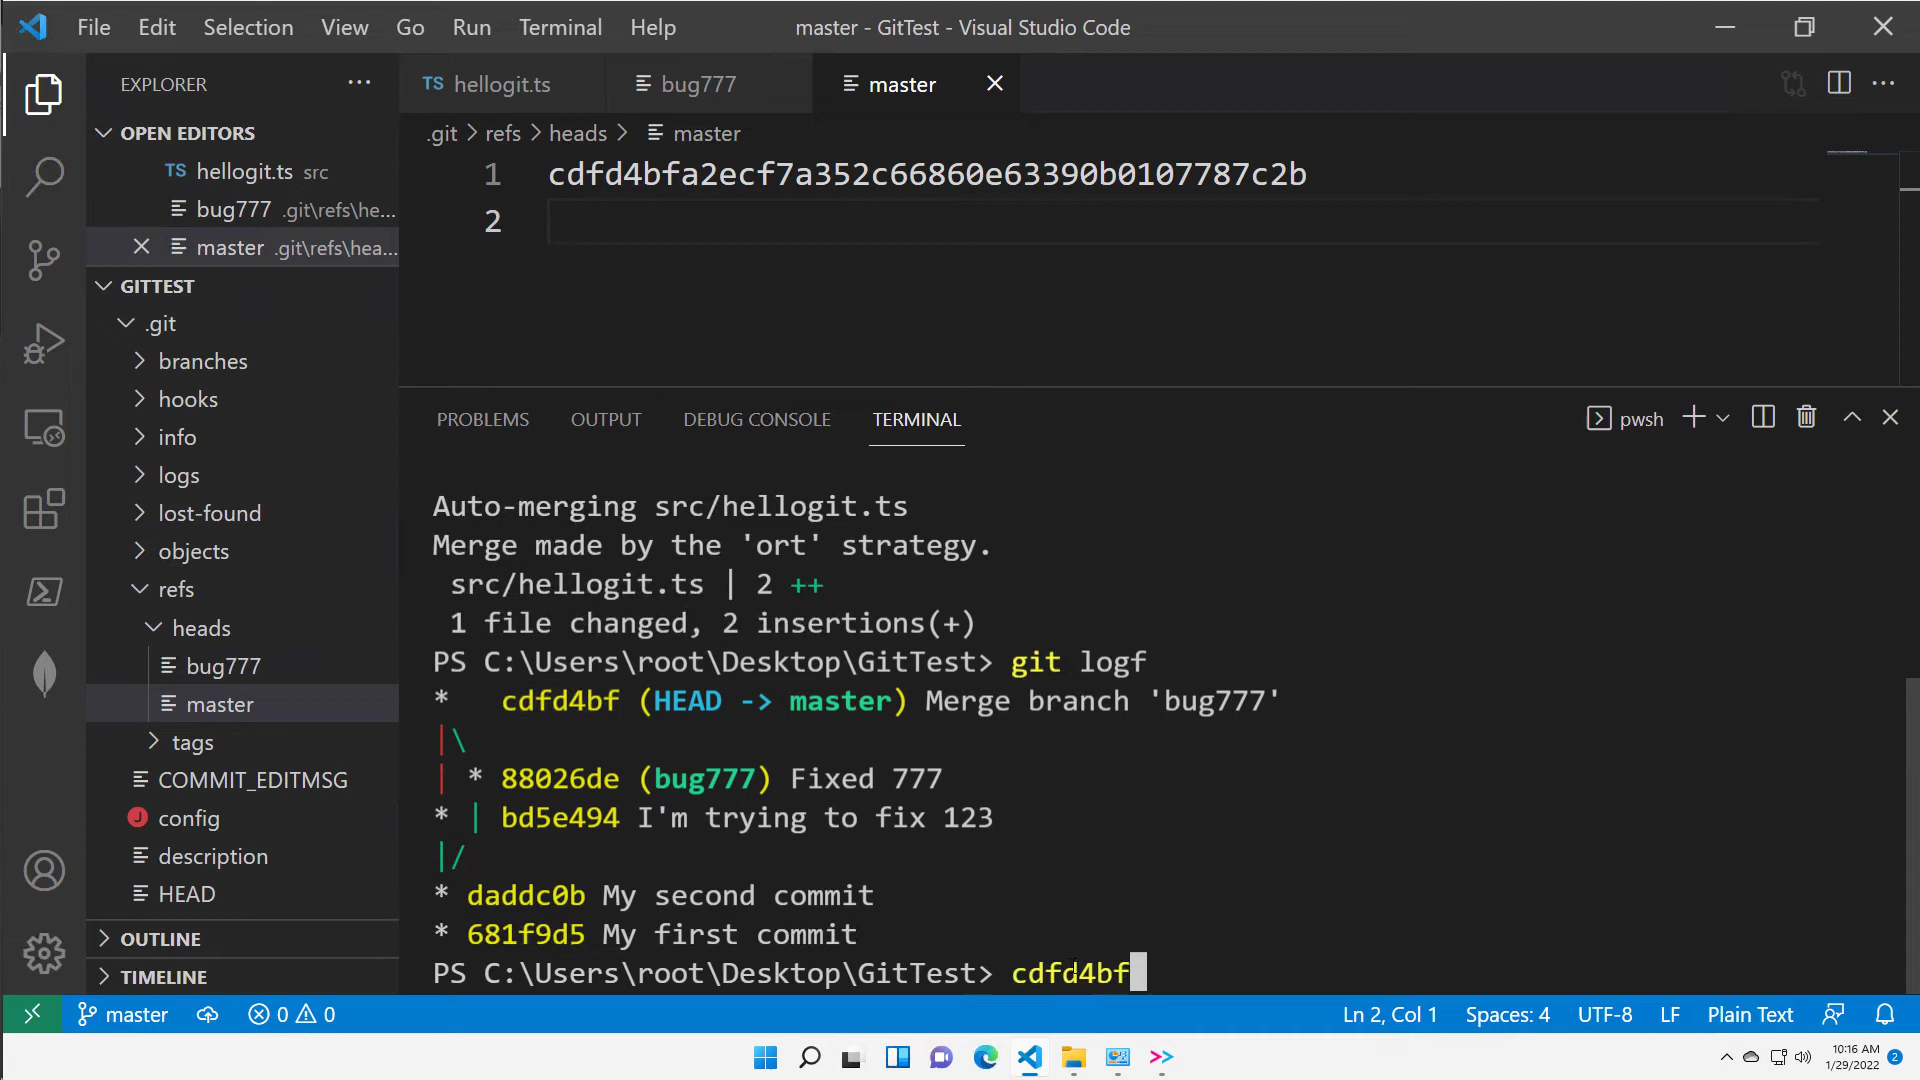 File Edit Selection View Go Run Terminal Help master - GitTest - Visual Studio Code
EXPLORER
OPEN EDITORS
TS hellogit.ts src
bug777 .git\refs\he...
master .git\refs\hea...
GITTEST
.git
branches
hooks
info
logs
lost-found
objects
refs
heads
bug777
master
tags
COMMIT_EDITMSG
config
description
HEAD
OUTLINE
TIMELINE
TS hellogit.ts bug777 master
.git > refs > heads > master
1 cdfd4bfa2ecf7a352c66860e63390b0107787c2b
2
PROBLEMS OUTPUT DEBUG CONSOLE TERMINAL pwsh
Auto-merging src/hellogit.ts
Merge made by the 'ort' strategy.
src/hellogit.ts | 2 ++
1 file changed, 2 insertions(+)
PS C:\Users\root\Desktop\GitTest> git logf
*   cdfd4bf (HEAD -> master) Merge branch 'bug777'
|\
| * 88026de (bug777) Fixed 777
* | bd5e494 I'm trying to fix 123
|/
* daddc0b My second commit
* 681f9d5 My first commit
PS C:\Users\root\Desktop\GitTest> cdfd4bf
master 0 0 Ln 2, Col 1 Spaces: 4 UTF-8 LF Plain Text
10:16 AM
1/29/2022
2